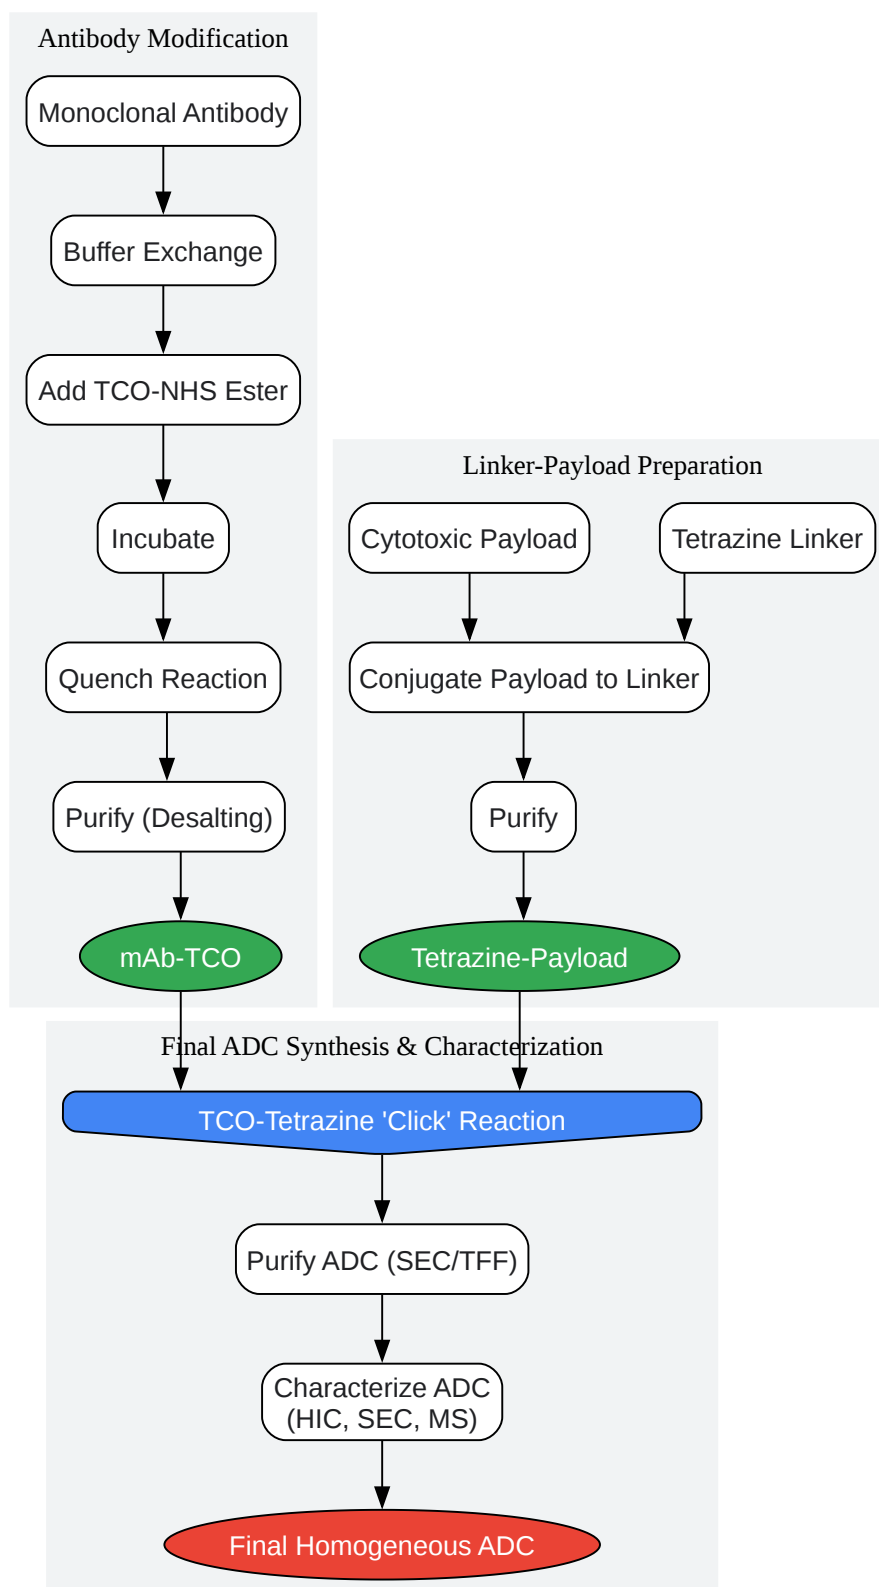 Antibody Modification
Monoclonal Antibody
Buffer Exchange
Add TCO-NHS Ester
Incubate
Quench Reaction
Purify (Desalting)
mAb-TCO
Linker-Payload Preparation
Cytotoxic Payload
Tetrazine Linker
Conjugate Payload to Linker
Purify
Tetrazine-Payload
Final ADC Synthesis & Characterization
TCO-Tetrazine 'Click' Reaction
Purify ADC (SEC/TFF)
Characterize ADC
(HIC, SEC, MS)
Final Homogeneous ADC